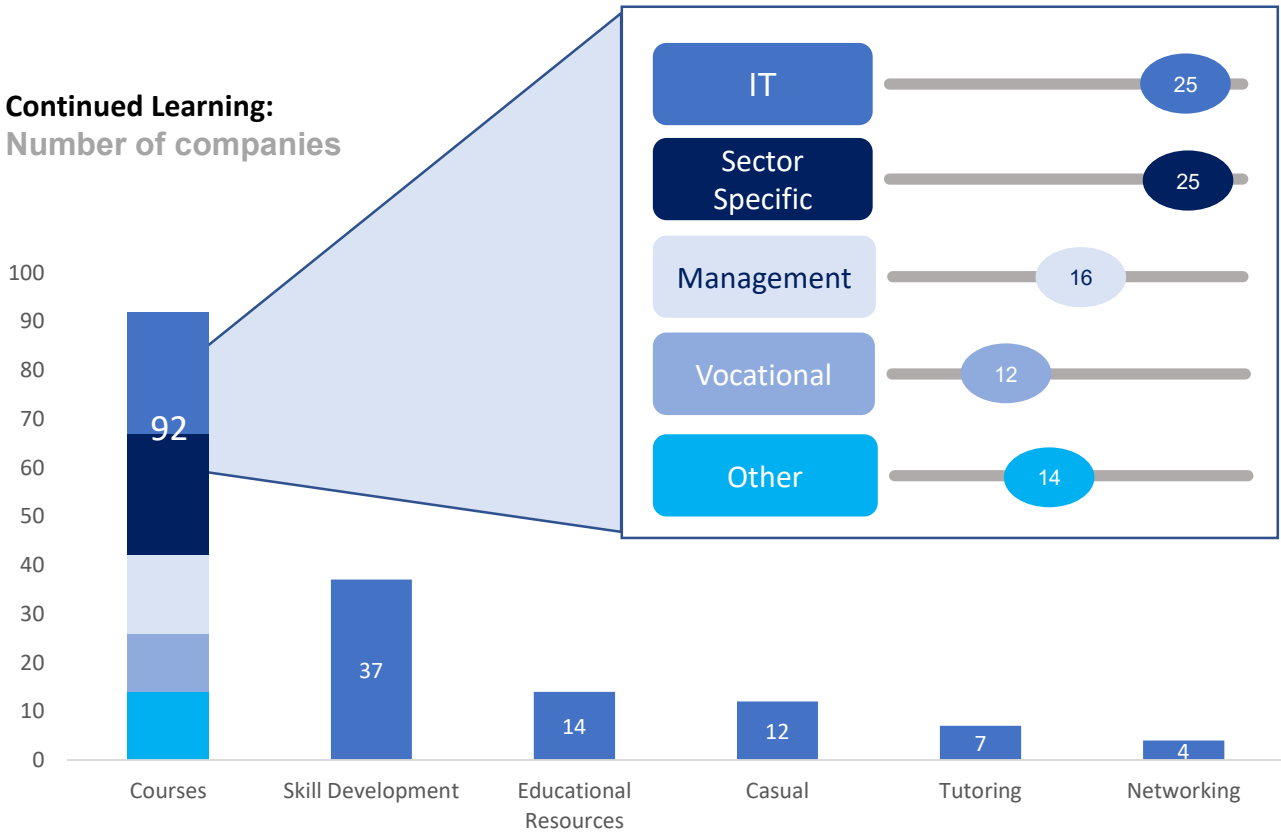 Continued Learning:
Number of companies
IT
25
Sector
Specific
25
Management
16
Vocational
12
Other
14
100
90
80
70
60
50
40
30
20
10
0
92
37
14
12
7
4
Courses
Skill Development
Educational
Resources
Casual
Tutoring
Networking